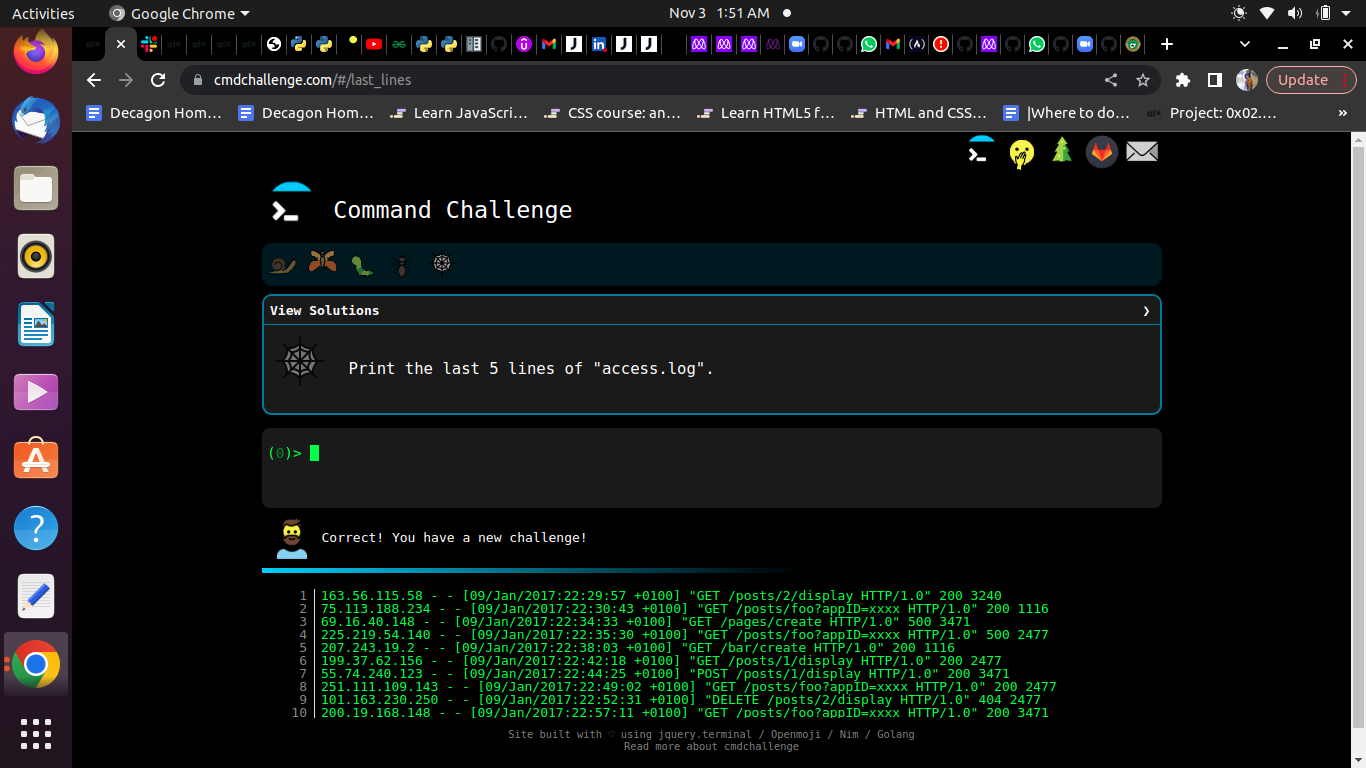 Activities
Google Chrome
Nov 3 1:51 AM
cmdchallenge.com/#/last_lines
Update
Decagon Hom…
Decagon Hom…
Learn JavaScri…
CSS course: an…
Learn HTML5 f…
HTML and CSS…
|Where to do…
Project: 0x02.…
»
Command Challenge
View Solutions
Print the last 5 lines of "access.log".
(0)>
Correct! You have a new challenge!
1 163.56.115.58 - - [09/Jan/2017:22:29:57 +0100] "GET /posts/2/display HTTP/1.0" 200 3240
2 75.113.188.234 - - [09/Jan/2017:22:30:43 +0100] "GET /posts/foo?appID=xxxx HTTP/1.0" 200 1116
3 69.16.40.148 - - [09/Jan/2017:22:34:33 +0100] "GET /pages/create HTTP/1.0" 500 3471
4 225.219.54.140 - - [09/Jan/2017:22:35:30 +0100] "GET /posts/foo?appID=xxxx HTTP/1.0" 500 2477
5 207.243.19.2 - - [09/Jan/2017:22:38:03 +0100] "GET /bar/create HTTP/1.0" 200 1116
6 199.37.62.156 - - [09/Jan/2017:22:42:18 +0100] "GET /posts/1/display HTTP/1.0" 200 2477
7 55.74.240.123 - - [09/Jan/2017:22:44:25 +0100] "POST /posts/1/display HTTP/1.0" 200 3471
8 251.111.109.143 - - [09/Jan/2017:22:49:02 +0100] "GET /posts/foo?appID=xxxx HTTP/1.0" 200 2477
9 101.163.230.250 - - [09/Jan/2017:22:52:31 +0100] "DELETE /posts/2/display HTTP/1.0" 404 2477
10 200.19.168.148 - - [09/Jan/2017:22:57:11 +0100] "GET /posts/foo?appID=xxxx HTTP/1.0" 200 3471
Site built with ♡ using jquery.terminal / Openmoji / Nim / Golang
Read more about cmdchallenge